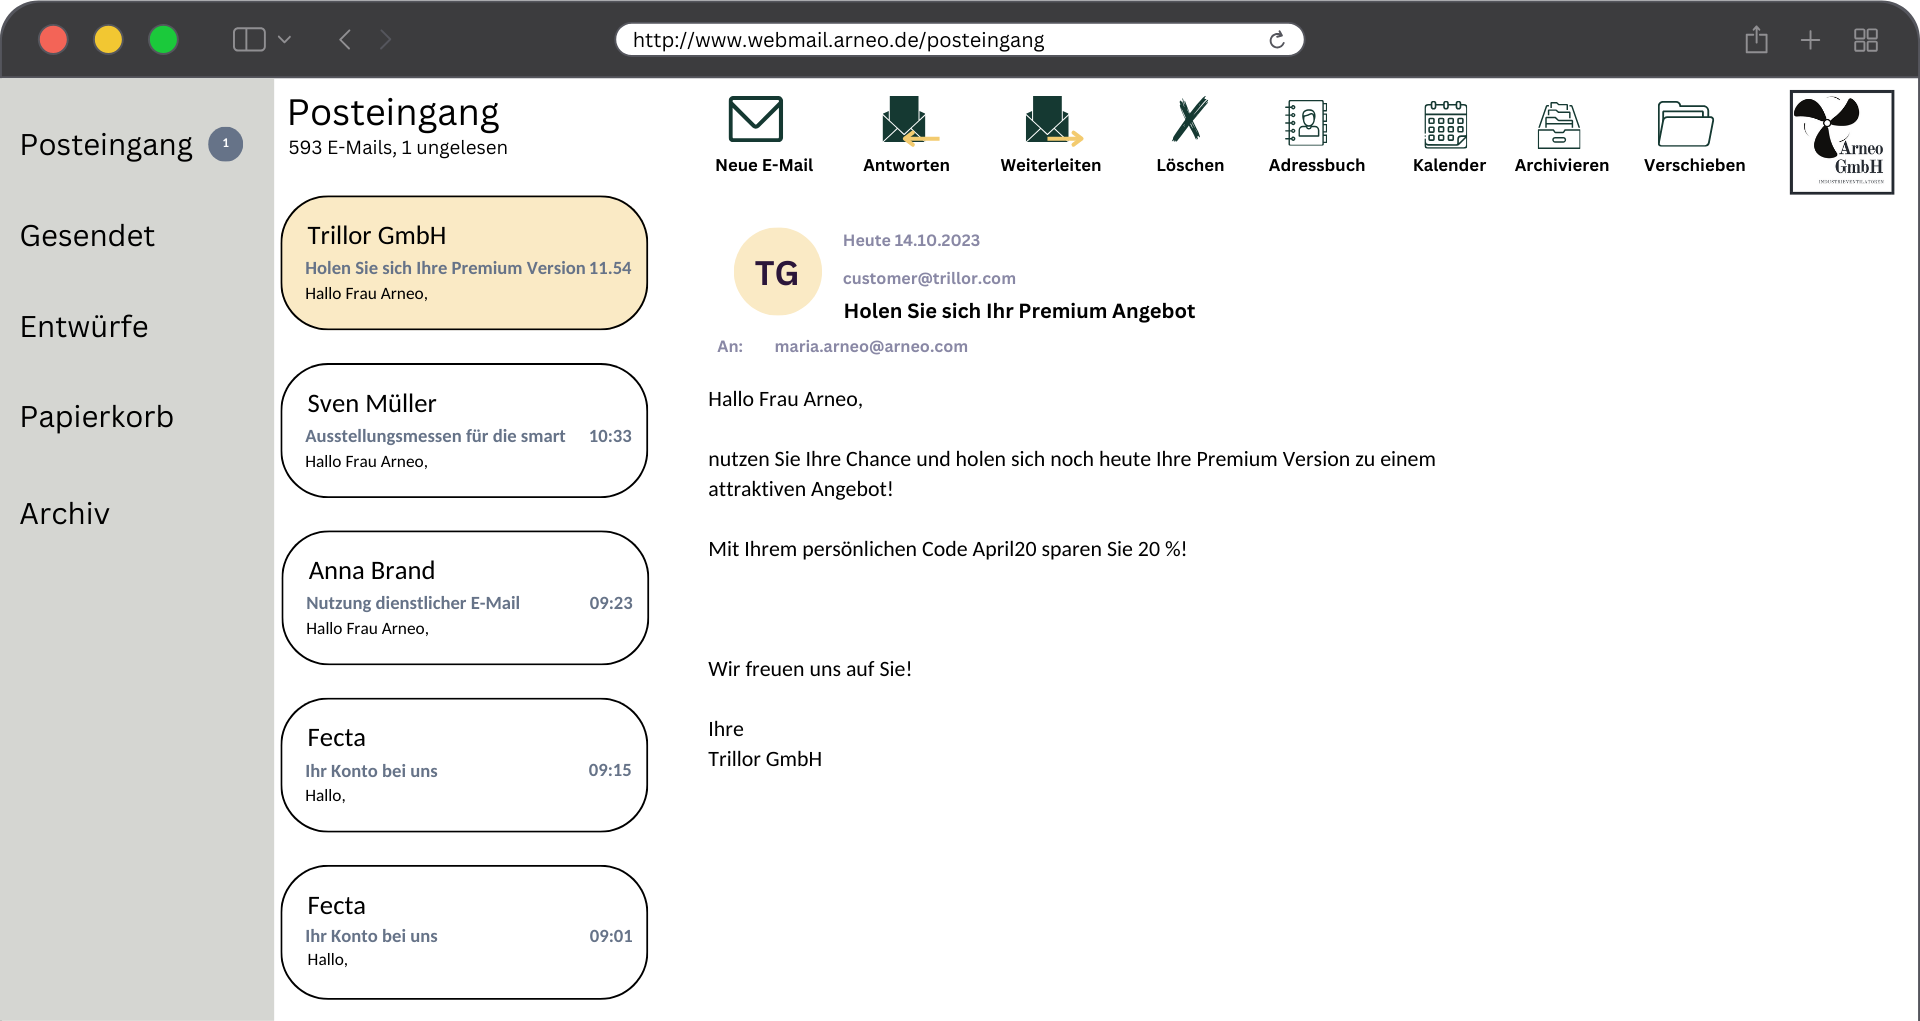 http://www.webmail.arneo.de/posteingang
Posteingang 1
Gesendet
Entwürfe
Papierkorb
Archiv
Posteingang
593 E-Mails, 1 ungelesen
Neue E-Mail
Antworten
Weiterleiten
Löschen
Adressbuch
Kalender
Archivieren
Verschieben
Arneo
GmbH
INDUSTRIEVENTILATOREN
Trillor GmbH
Holen Sie sich Ihre Premium Version 11.54
Hallo Frau Arneo,
Sven Müller
Ausstellungsmessen für die smart 10:33
Hallo Frau Arneo,
Anna Brand
Nutzung dienstlicher E-Mail 09:23
Hallo Frau Arneo,
Fecta
Ihr Konto bei uns 09:15
Hallo,
Fecta
Ihr Konto bei uns 09:01
Hallo,
TG
Heute 14.10.2023
customer@trillor.com
Holen Sie sich Ihr Premium Angebot
An: maria.arneo@arneo.com
Hallo Frau Arneo,
nutzen Sie Ihre Chance und holen sich noch heute Ihre Premium Version zu einem
attraktiven Angebot!
Mit Ihrem persönlichen Code April20 sparen Sie 20 %!
Wir freuen uns auf Sie!
Ihre
Trillor GmbH